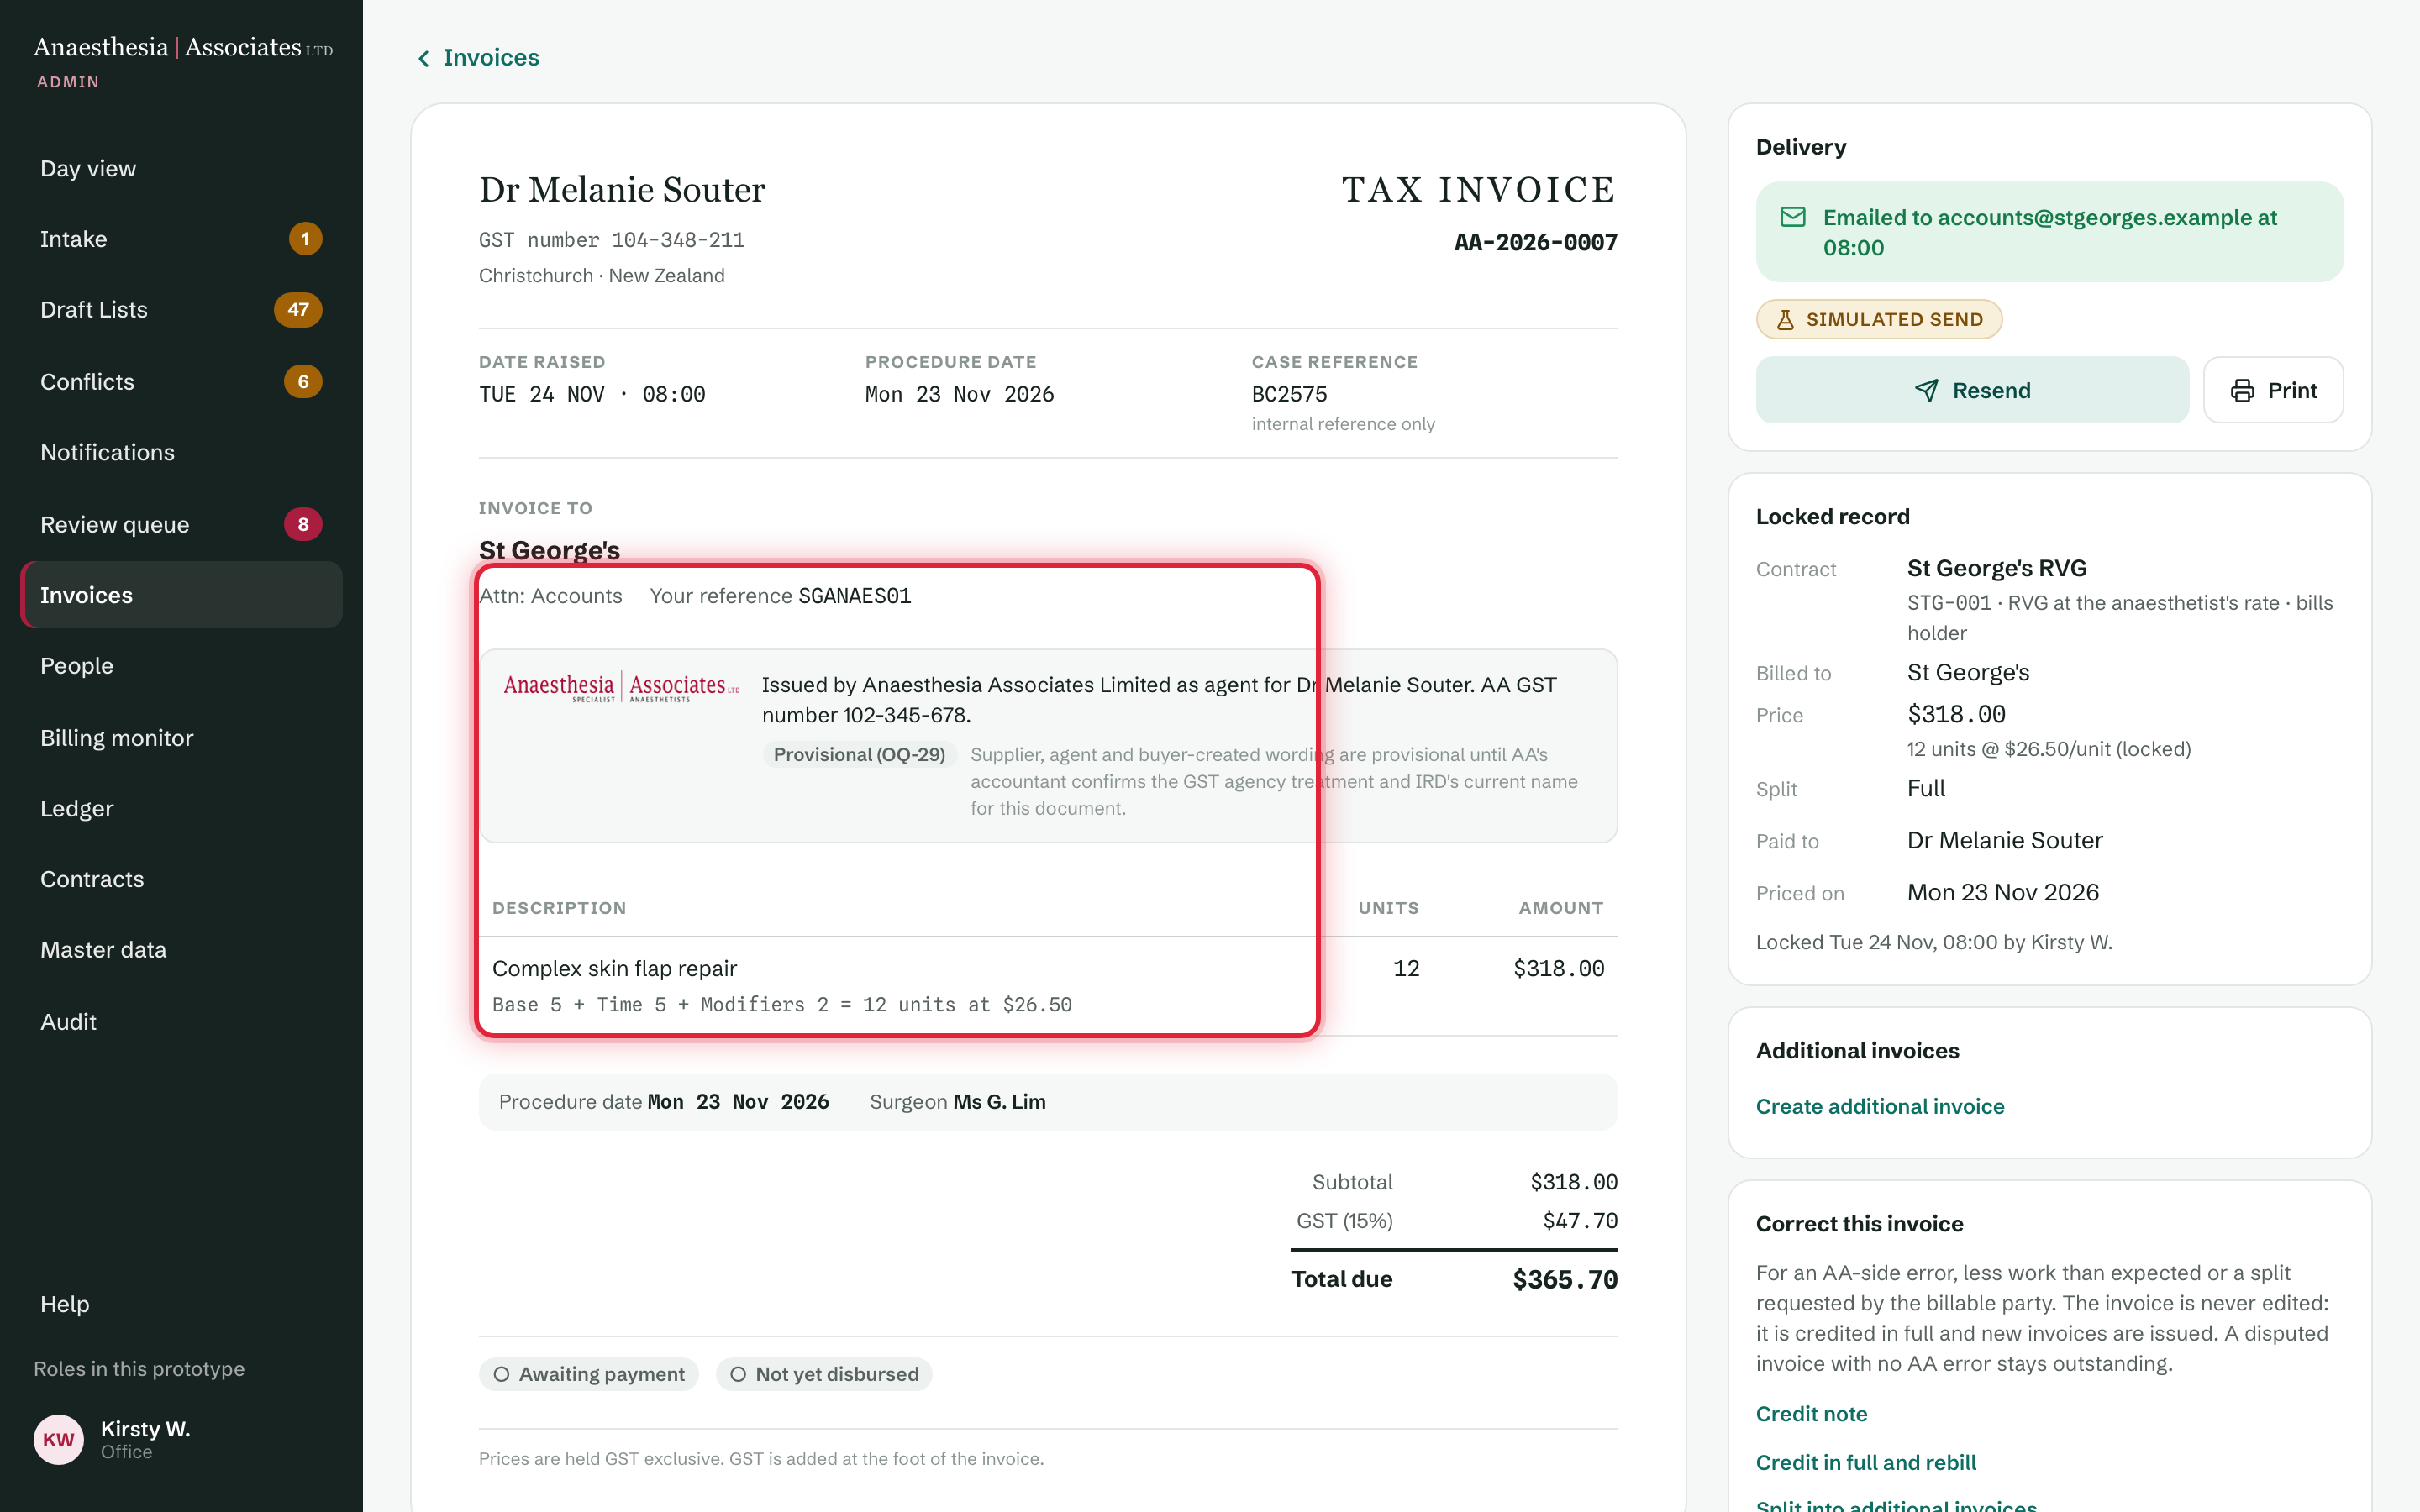 Anaesthesia | Associates LTD
ADMIN
Day view
Intake 1
Draft Lists 47
Conflicts 6
Notifications
Review queue 8
Invoices
People
Billing monitor
Ledger
Contracts
Master data
Audit
Help
Roles in this prototype
KW Kirsty W.
Office
Invoices
Dr Melanie Souter
TAX INVOICE
GST number 104-348-211
AA-2026-0007
Christchurch · New Zealand
DATE RAISED PROCEDURE DATE CASE REFERENCE
TUE 24 NOV · 08:00 Mon 23 Nov 2026 BC2575
internal reference only
INVOICE TO
St George's
Attn: Accounts Your reference SGANAES01
Anaesthesia | Associates LTD
SPECIALIST ANAESTHETISTS
Issued by Anaesthesia Associates Limited as agent for Dr Melanie Souter. AA GST
number 102-345-678.
Provisional (OQ-29) Supplier, agent and buyer-created wording are provisional until AA's
accountant confirms the GST agency treatment and IRD's current name
for this document.
DESCRIPTION UNITS AMOUNT
Complex skin flap repair 12 $318.00
Base 5 + Time 5 + Modifiers 2 = 12 units at $26.50
Procedure date Mon 23 Nov 2026 Surgeon Ms G. Lim
Subtotal $318.00
GST (15%) $47.70
Total due $365.70
Awaiting payment Not yet disbursed
Prices are held GST exclusive. GST is added at the foot of the invoice.
Delivery
Emailed to accounts@stgeorges.example at
08:00
SIMULATED SEND
Resend Print
Locked record
Contract St George's RVG
STG-001 · RVG at the anaesthetist's rate · bills
holder
Billed to St George's
Price $318.00
12 units @ $26.50/unit (locked)
Split Full
Paid to Dr Melanie Souter
Priced on Mon 23 Nov 2026
Locked Tue 24 Nov, 08:00 by Kirsty W.
Additional invoices
Create additional invoice
Correct this invoice
For an AA-side error, less work than expected or a split
requested by the billable party. The invoice is never edited:
it is credited in full and new invoices are issued. A disputed
invoice with no AA error stays outstanding.
Credit note
Credit in full and rebill
Split into additional invoices